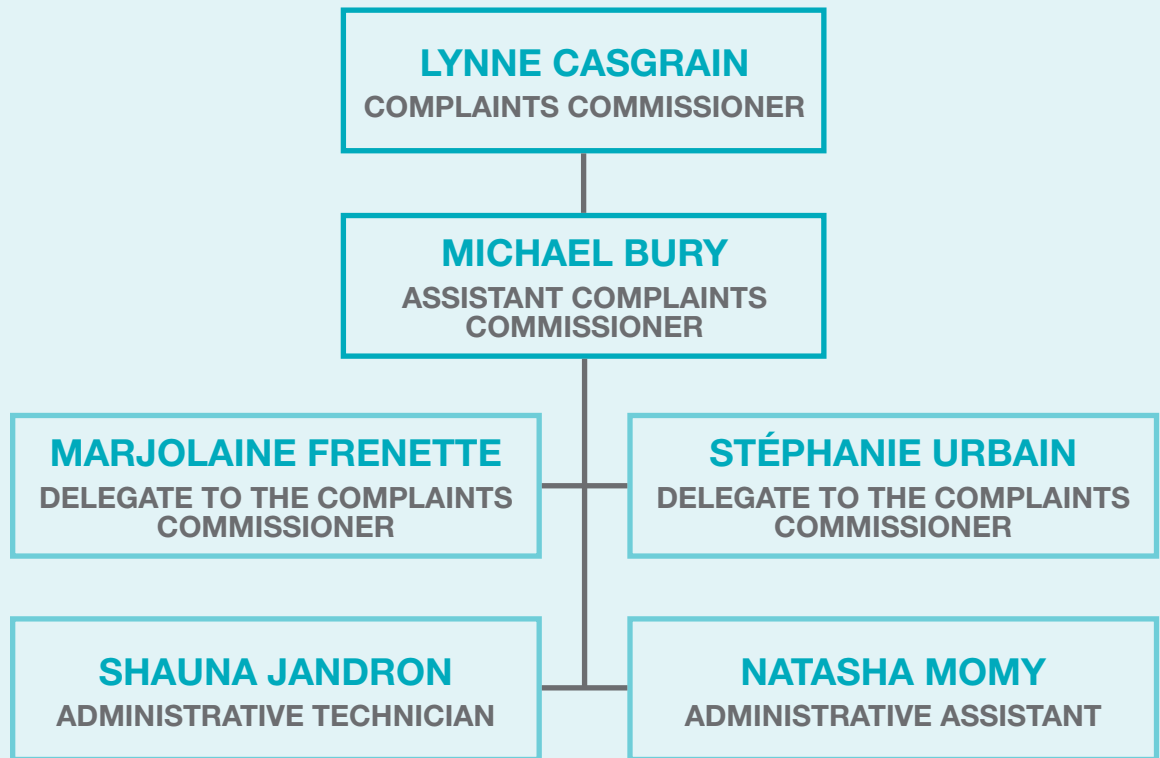 LYNNE CASGRAIN
COMPLAINTS COMMISSIONER
MICHAEL BURY
ASSISTANT COMPLAINTS
COMMISSIONER
MARJOLAINE FRENETTE
DELEGATE TO THE COMPLAINTS
COMMISSIONER
STÉPHANIE URBAIN
DELEGATE TO THE COMPLAINTS
COMMISSIONER
SHAUNA JANDRON
ADMINISTRATIVE TECHNICIAN
NATASHA MOMY
ADMINISTRATIVE ASSISTANT